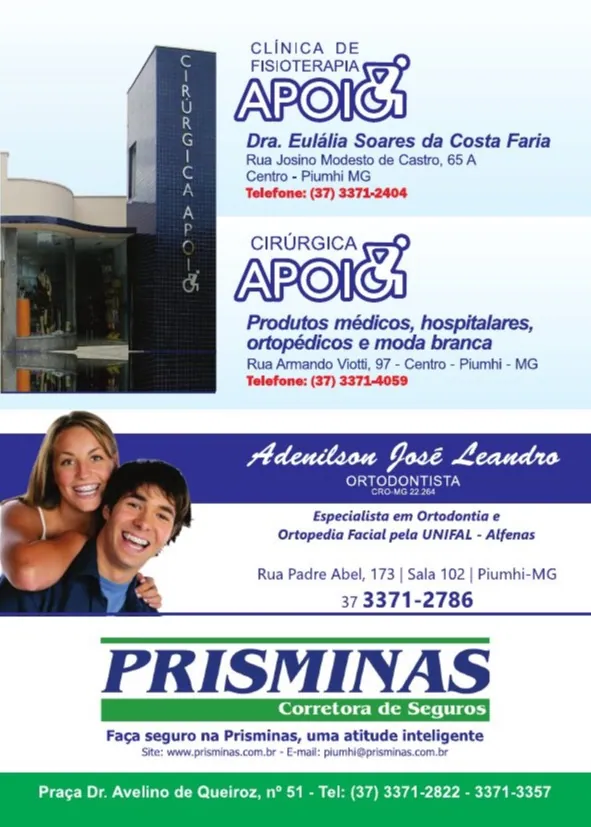 CIRÚRGICA APOIO
CLÍNICA DE
FISIOTERAPIA
APOIO
Dra. Eulália Soares da Costa Faria
Rua Josino Modesto de Castro, 65 A
Centro - Piumhi MG
Telefone: (37) 3371-2404
CIRÚRGICA
APOIO
Produtos médicos, hospitalares,
ortopédicos e moda branca
Rua Armando Viotti, 97 - Centro - Piumhi - MG
Telefone: (37) 3371-4059
Adenilson José Leandro
ORTODONTISTA
CRO-MG 22.264
Especialista em Ortodontia e
Ortopedia Facial pela UNIFAL - Alfenas
Rua Padre Abel, 173 | Sala 102 | Piumhi-MG
37 3371-2786
PRISMINAS
Corretora de Seguros
Faça seguro na Prisminas, uma atitude inteligente
Site: www.prisminas.com.br - E-mail: piumhi@prisminas.com.br
Praça Dr. Avelino de Queiroz, nº 51 - Tel: (37) 3371-2822 - 3371-3357